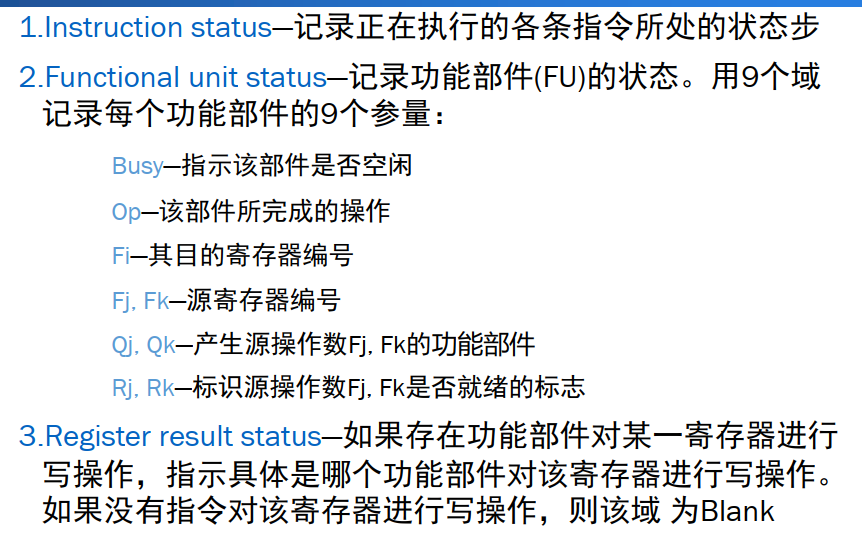 1.Instruction status—记录正在执行的各条指令所处的状态步
2.Functional unit status—记录功能部件(FU)的状态。用9个域
记录每个功能部件的9个参量：
Busy—指示该部件是否空闲
Op—该部件所完成的操作
Fi—其目的寄存器编号
Fj, Fk—源寄存器编号
Qj, Qk—产生源操作数Fj, Fk的功能部件
Rj, Rk—标识源操作数Fj, Fk是否就绪的标志
3.Register result status—如果存在功能部件对某一寄存器进行
写操作，指示具体是哪个功能部件对该寄存器进行写操作。
如果没有指令对该寄存器进行写操作，则该域 为Blank